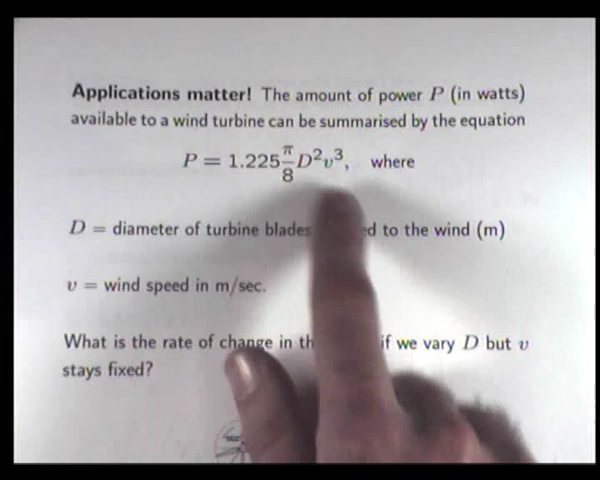 Applications matter! The amount of power P (in watts)
available to a wind turbine can be summarised by the equation
P = 1.225 π/8 D²v³, where
D = diameter of turbine blades to the wind (m)
v = wind speed in m/sec.
What is the rate of change in if we vary D but v
stays fixed?